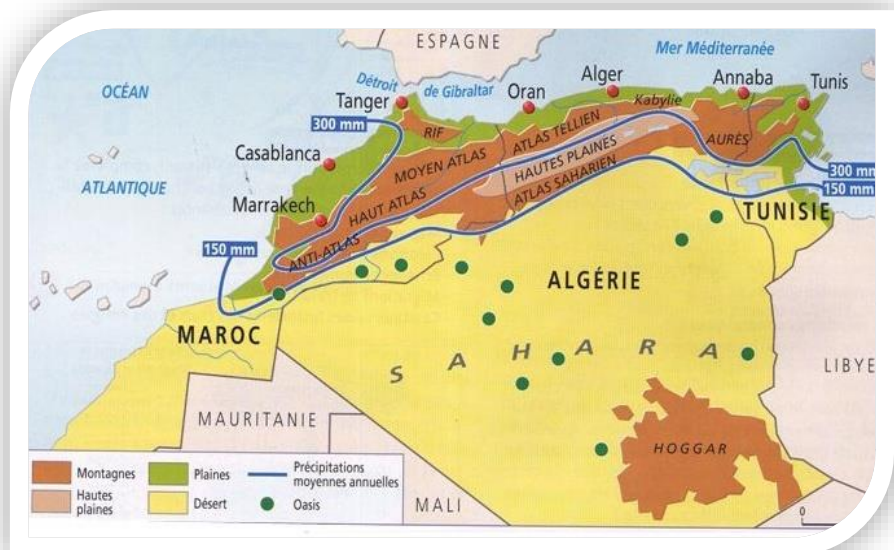 ESPAGNE
Mer Méditerranée
OCÉAN
ATLANTIQUE
Détroit
de Gibraltar
Tanger
Oran
Alger
Annaba
Tunis
300 mm
RIF
Kabylie
Casablanca
MOYEN ATLAS
ATLAS TELLIEN
HAUTES PLAINES
AURÈS
300 mm
150 mm
Marrakech
HAUT ATLAS
ATLAS SAHARIEN
TUNISIE
150 mm
ANTI-ATLAS
ALGÉRIE
MAROC
SAHARA
LIBYE
MAURITANIE
HOGGAR
MALI
Montagnes
Plaines
Précipitations
moyennes annuelles
Hautes
plaines
Désert
Oasis
0